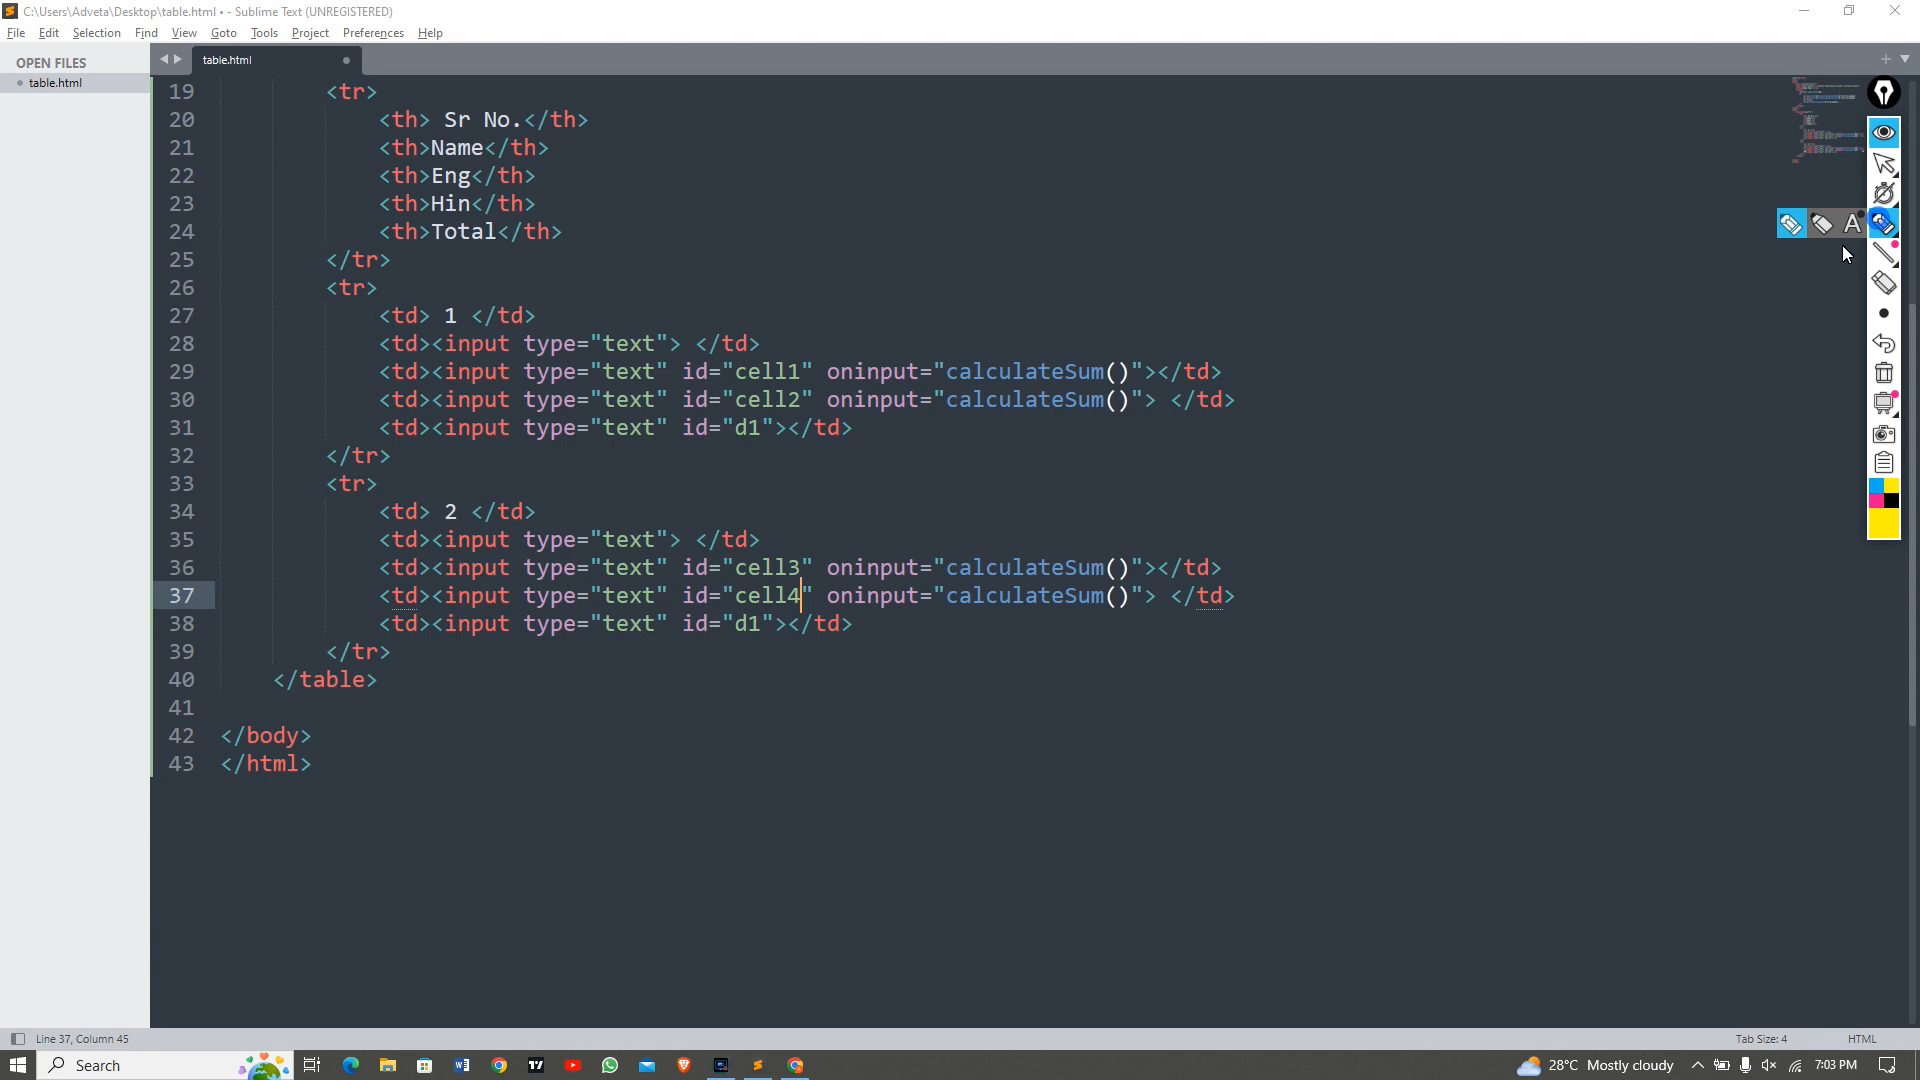 C:\Users\Adveta\Desktop\table.html • - Sublime Text (UNREGISTERED)
File Edit Selection Find View Goto Tools Project Preferences Help
OPEN FILES
table.html
table.html
19 <tr>
20 <th> Sr No.</th>
21 <th>Name</th>
22 <th>Eng</th>
23 <th>Hin</th>
24 <th>Total</th>
25 </tr>
26 <tr>
27 <td> 1 </td>
28 <td><input type="text"> </td>
29 <td><input type="text" id="cell1" oninput="calculateSum()"></td>
30 <td><input type="text" id="cell2" oninput="calculateSum()"> </td>
31 <td><input type="text" id="d1"></td>
32 </tr>
33 <tr>
34 <td> 2 </td>
35 <td><input type="text"> </td>
36 <td><input type="text" id="cell3" oninput="calculateSum()"></td>
37 <td><input type="text" id="cell4" oninput="calculateSum()"> </td>
38 <td><input type="text" id="d1"></td>
39 </tr>
40 </table>
41
42 </body>
43 </html>
A
Line 37, Column 45 Tab Size: 4 HTML
Search 28°C Mostly cloudy 7:03 PM